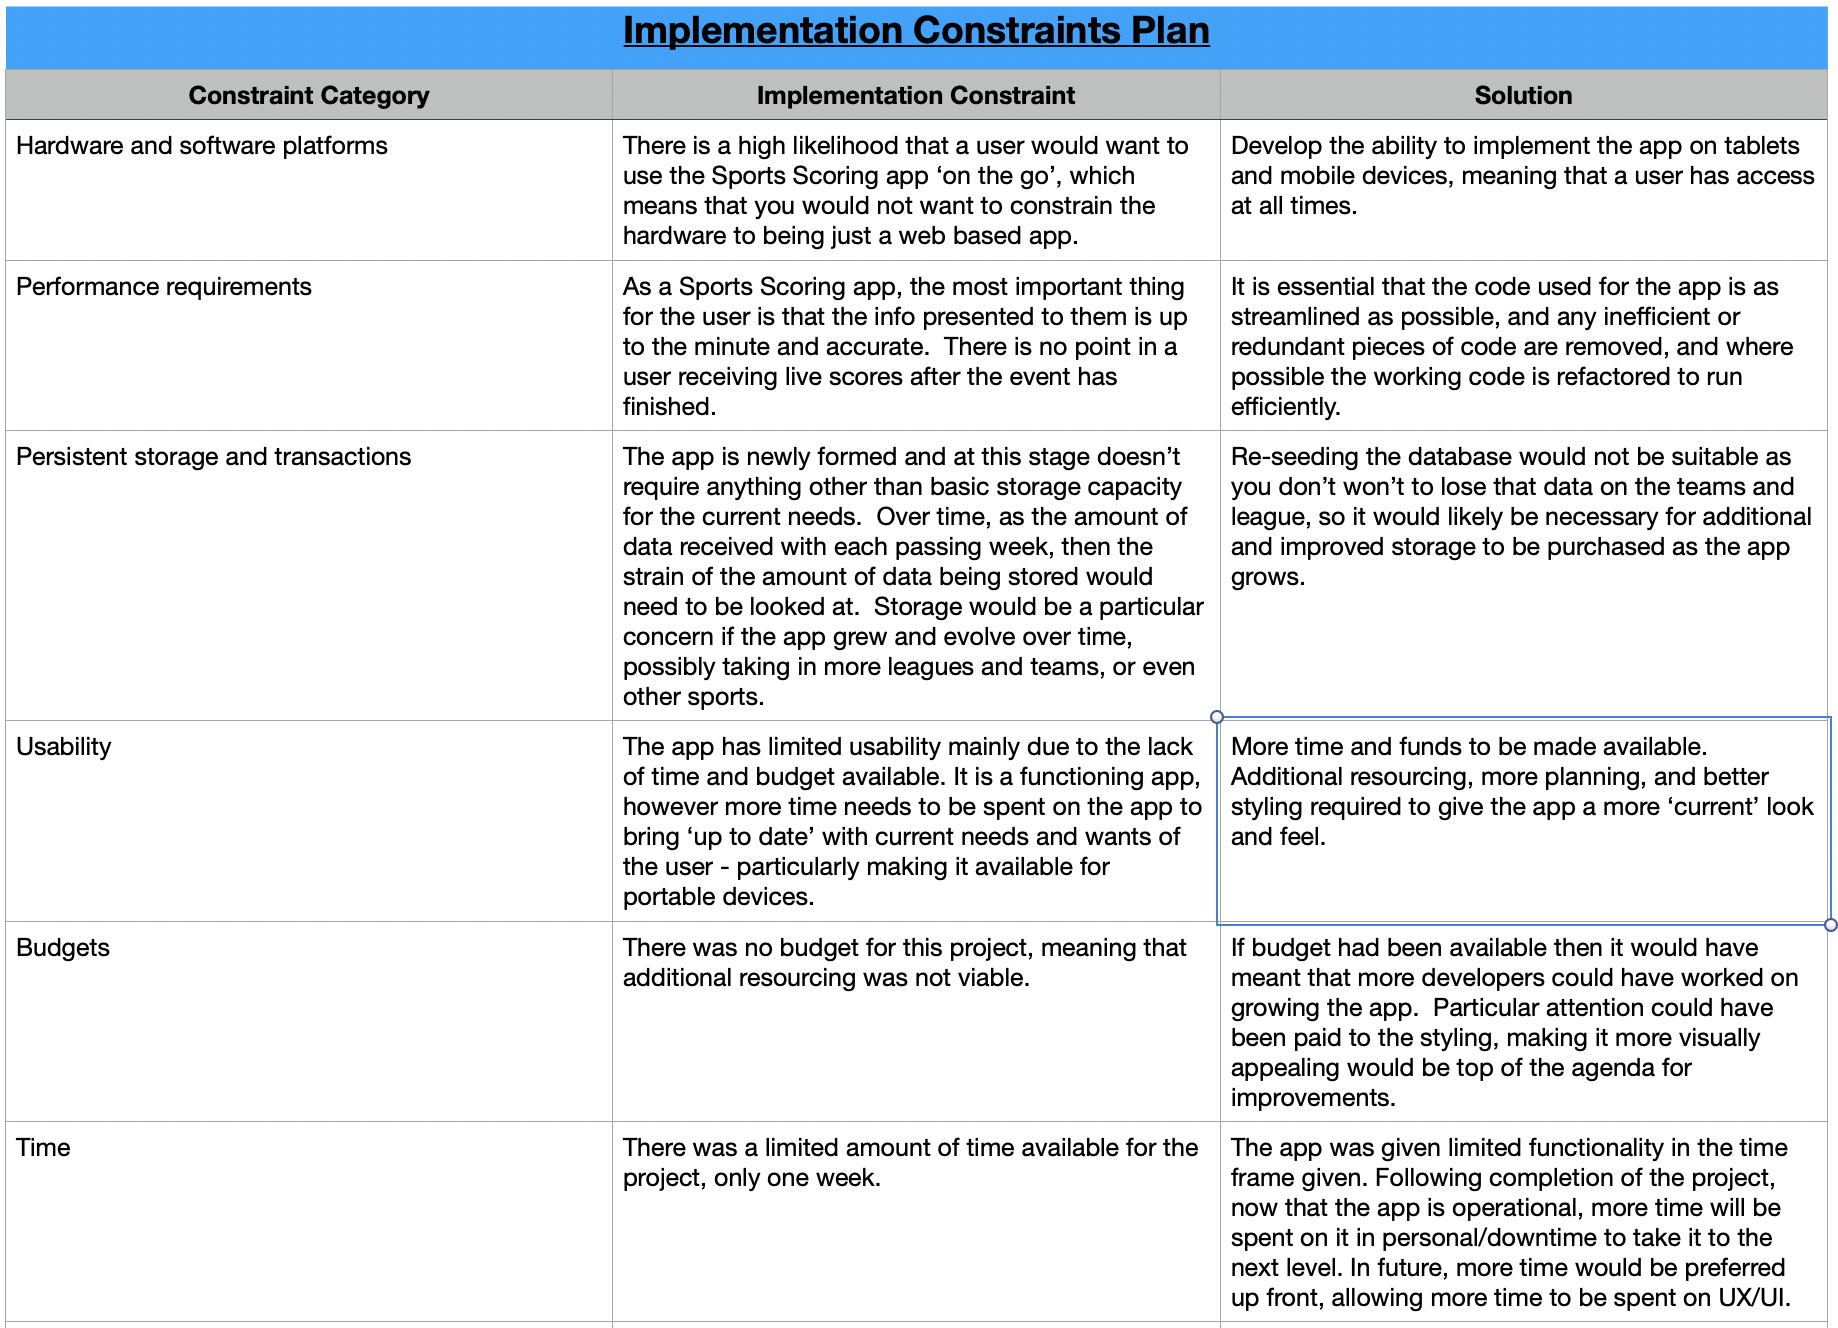 Implementation Constraints Plan
Constraint Category
Implementation Constraint
Solution
Hardware and software platforms
There is a high likelihood that a user would want to
use the Sports Scoring app ‘on the go’, which
means that you would not want to constrain the
hardware to being just a web based app.
Develop the ability to implement the app on tablets
and mobile devices, meaning that a user has access
at all times.
Performance requirements
As a Sports Scoring app, the most important thing
for the user is that the info presented to them is up
to the minute and accurate.  There is no point in a
user receiving live scores after the event has
finished.
It is essential that the code used for the app is as
streamlined as possible, and any inefficient or
redundant pieces of code are removed, and where
possible the working code is refactored to run
efficiently.
Persistent storage and transactions
The app is newly formed and at this stage doesn’t
require anything other than basic storage capacity
for the current needs.  Over time, as the amount of
data received with each passing week, then the
strain of the amount of data being stored would
need to be looked at.  Storage would be a particular
concern if the app grew and evolve over time,
possibly taking in more leagues and teams, or even
other sports.
Re-seeding the database would not be suitable as
you don’t won’t to lose that data on the teams and
league, so it would likely be necessary for additional
and improved storage to be purchased as the app
grows.
Usability
The app has limited usability mainly due to the lack
of time and budget available. It is a functioning app,
however more time needs to be spent on the app to
bring ‘up to date’ with current needs and wants of
the user - particularly making it available for
portable devices.
More time and funds to be made available.
Additional resourcing, more planning, and better
styling required to give the app a more ‘current’ look
and feel.
Budgets
There was no budget for this project, meaning that
additional resourcing was not viable.
If budget had been available then it would have
meant that more developers could have worked on
growing the app.  Particular attention could have
been paid to the styling, making it more visually
appealing would be top of the agenda for
improvements.
Time
There was a limited amount of time available for the
project, only one week.
The app was given limited functionality in the time
frame given. Following completion of the project,
now that the app is operational, more time will be
spent on it in personal/downtime to take it to the
next level. In future, more time would be preferred
up front, allowing more time to be spent on UX/UI.